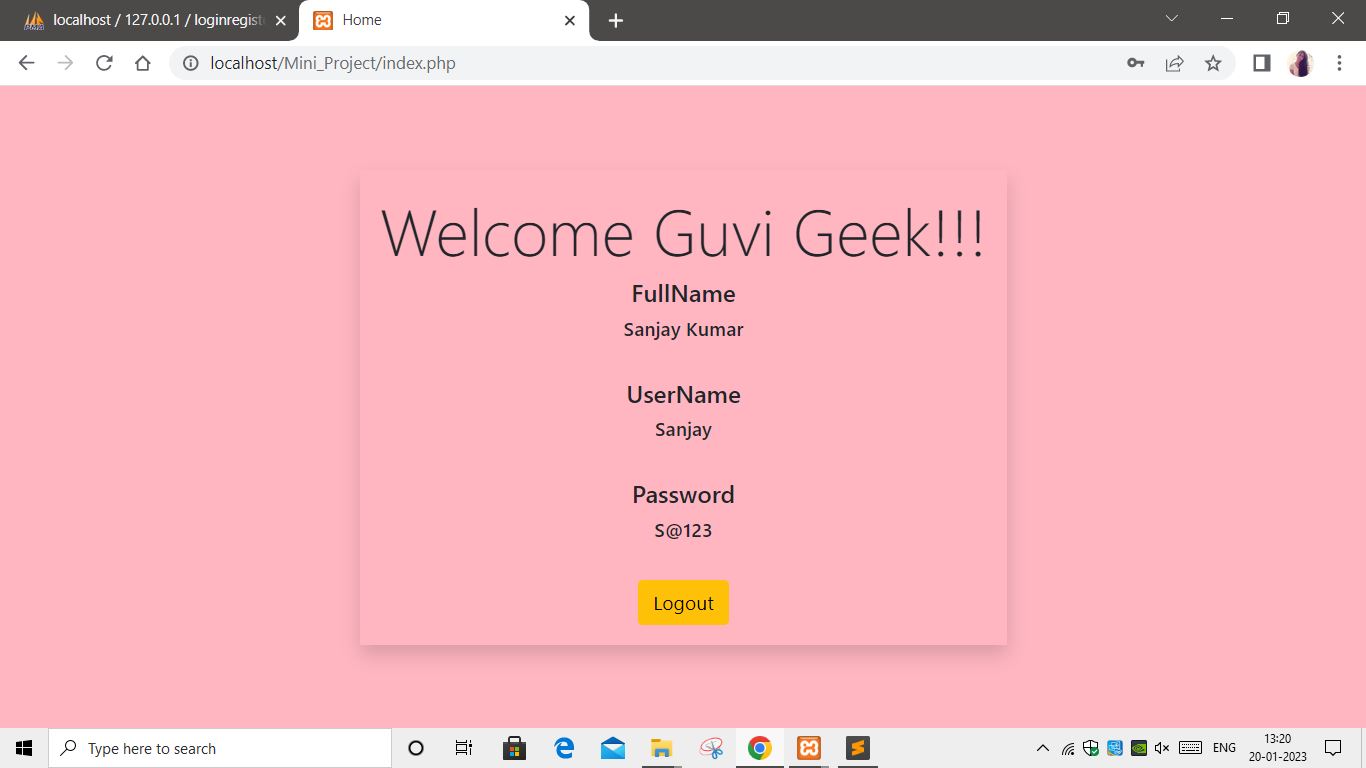 localhost / 127.0.0.1 / loginregist
Home
localhost/Mini_Project/index.php
Welcome Guvi Geek!!!
FullName
Sanjay Kumar
UserName
Sanjay
Password
S@123
Logout
Type here to search
ENG
13:20
20-01-2023